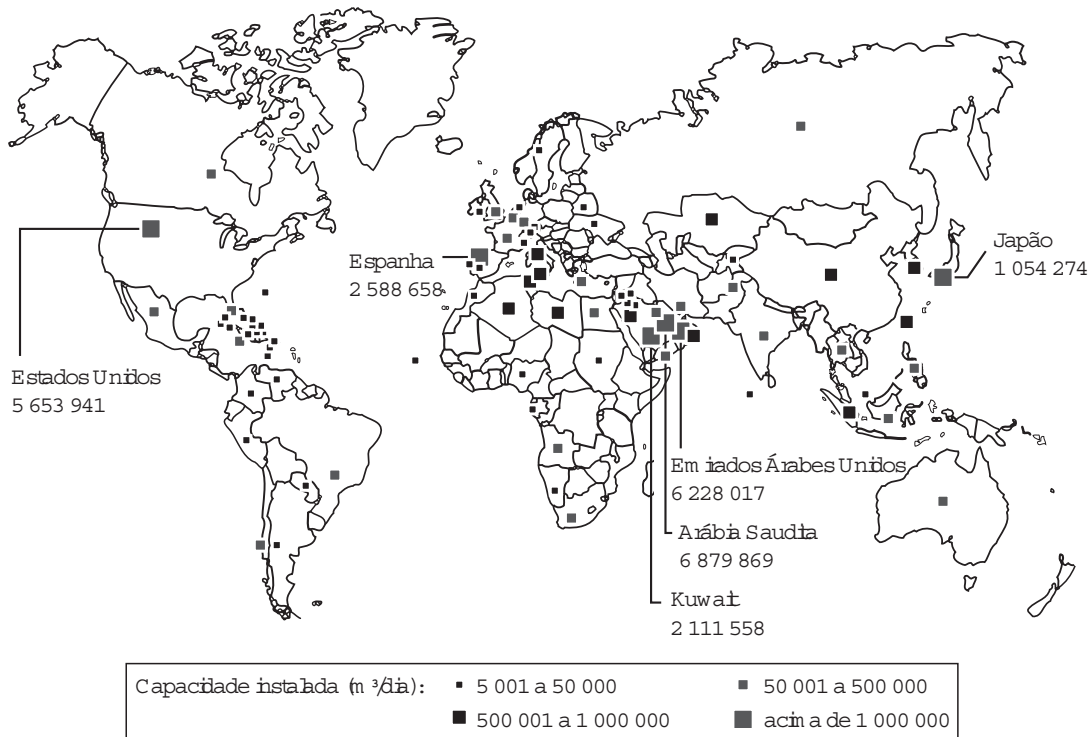 Espanha
2 588 658
Japão
1 054 274
Estados Unidos
5 653 941
Emirados Árabes Unidos
6 228 017
Arábia Saudita
6 879 869
Kuwait
2 111 558
Capacidade instalada (m³/dia):
5 001 a 50 000
50 001 a 500 000
500 001 a 1 000 000
acima de 1 000 000